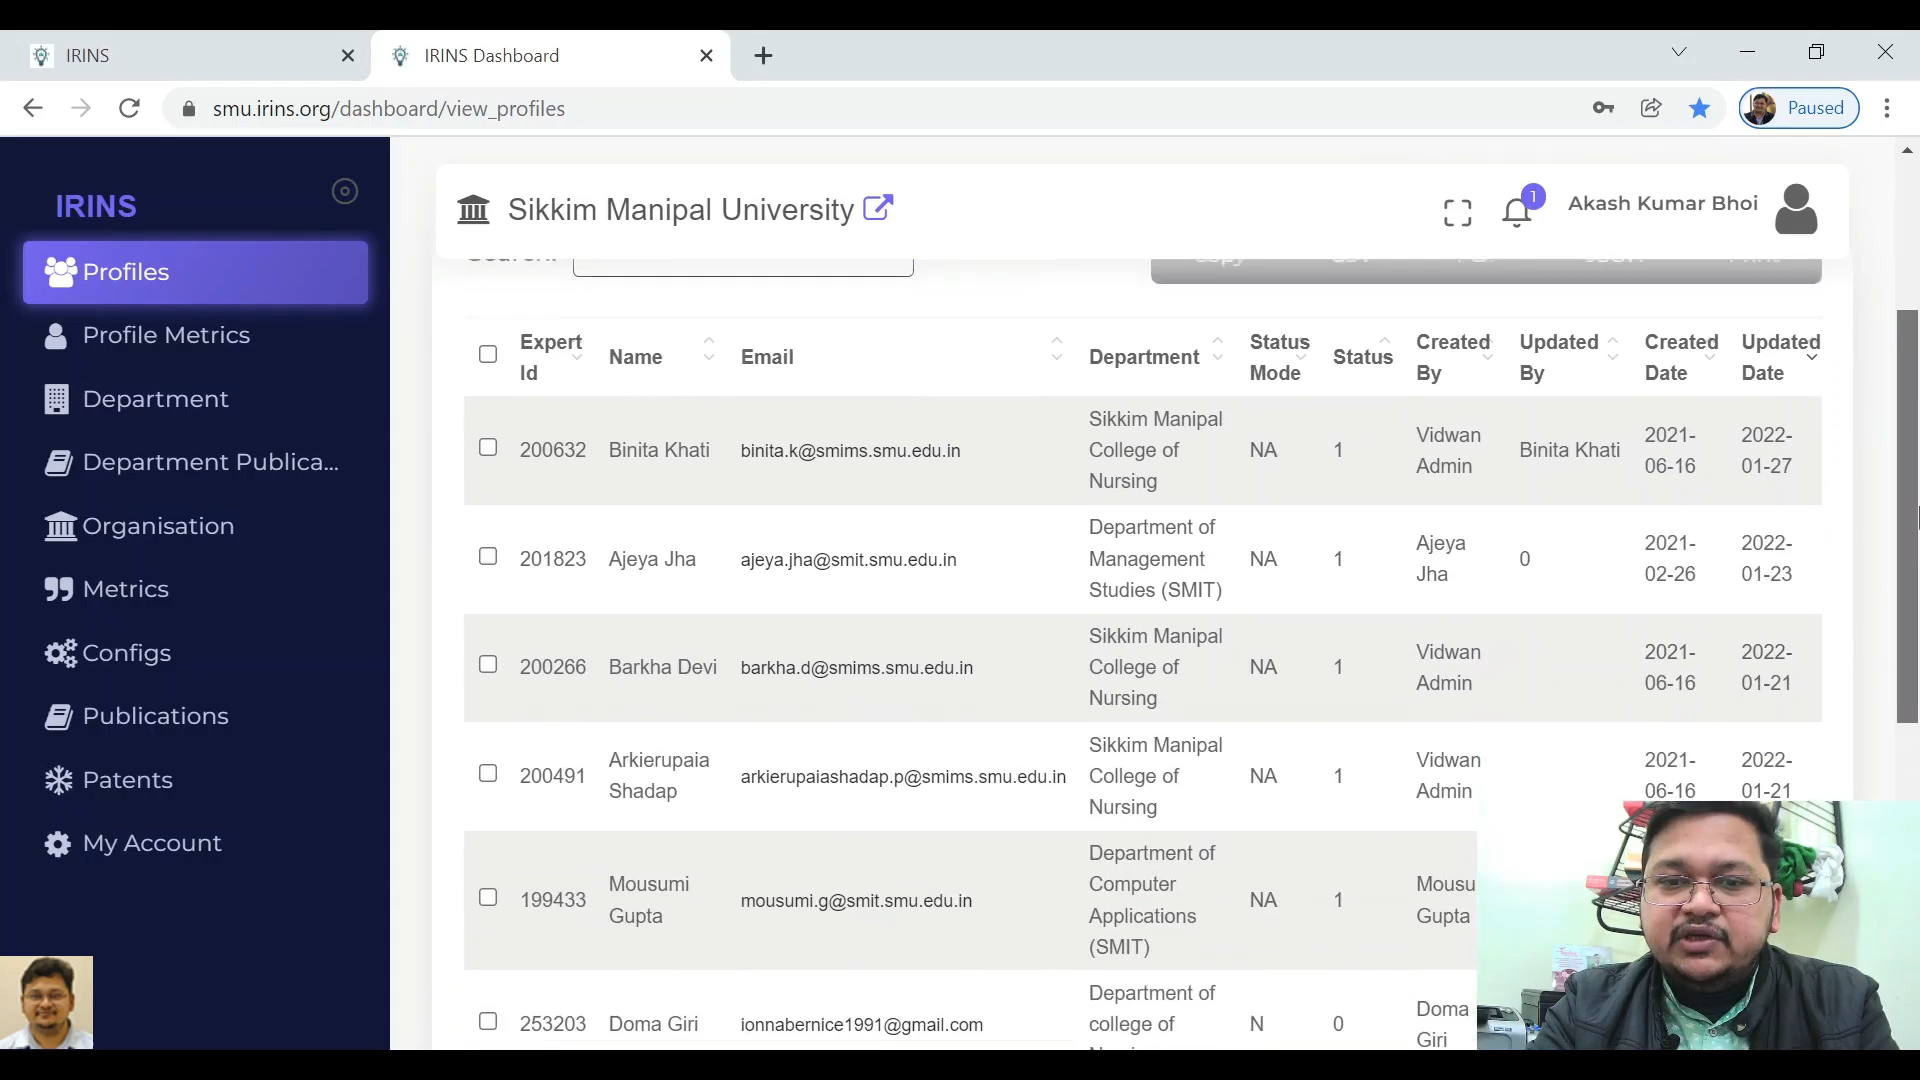 IRINS
IRINS Dashboard
smu.irins.org/dashboard/view_profiles
Paused
IRINS
Profiles
Profile Metrics
Department
Department Publica...
Organisation
Metrics
Configs
Publications
Patents
My Account
Sikkim Manipal University
1
Akash Kumar Bhoi
Expert Id Name Email Department Status Mode Status Created By Updated By Created Date Updated Date
200632 Binita Khati binita.k@smims.smu.edu.in Sikkim Manipal College of Nursing NA 1 Vidwan Admin Binita Khati 2021-06-16 2022-01-27
201823 Ajeya Jha ajeya.jha@smit.smu.edu.in Department of Management Studies (SMIT) NA 1 Ajeya Jha 0 2021-02-26 2022-01-23
200266 Barkha Devi barkha.d@smims.smu.edu.in Sikkim Manipal College of Nursing NA 1 Vidwan Admin 2021-06-16 2022-01-21
200491 Arkierupaia Shadap arkierupaiashadap.p@smims.smu.edu.in Sikkim Manipal College of Nursing NA 1 Vidwan Admin 2021-06-16 2022-01-21
199433 Mousumi Gupta mousumi.g@smit.smu.edu.in Department of Computer Applications (SMIT) NA 1 Mousu Gupta
253203 Doma Giri ionnabernice1991@gmail.com Department of college of N 0 Doma Giri